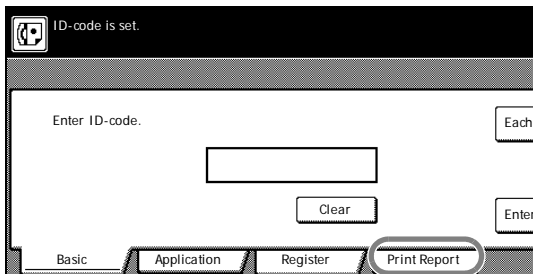 ID-code is set.
Enter ID-code.
Each
Clear
Enter
Basic Application Register Print Report